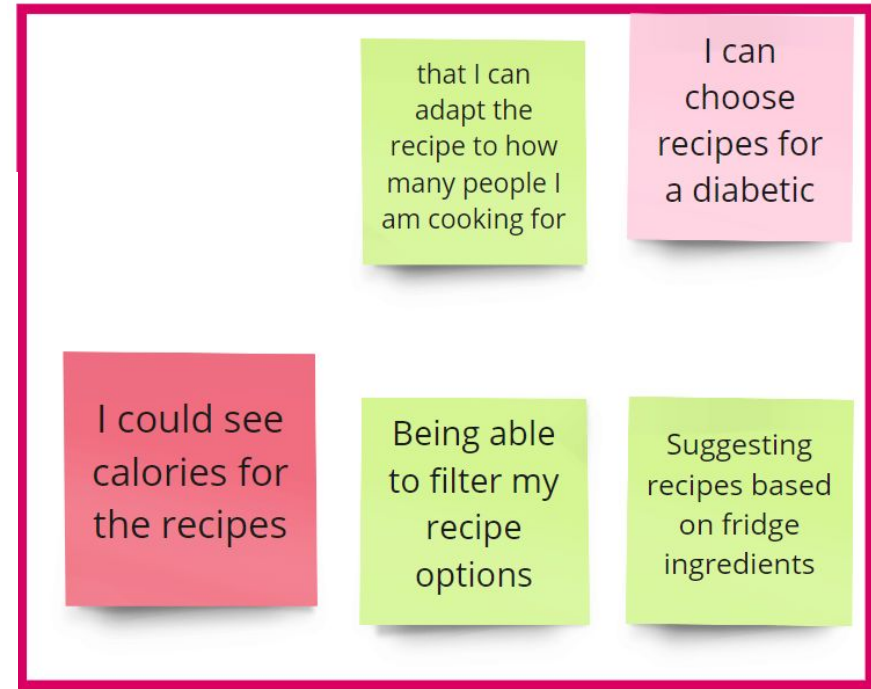 that I can
adapt the
recipe to how
many people I
am cooking for
I can
choose
recipes for
a diabetic
I could see
calories for
the recipes
Being able
to filter my
recipe
options
Suggesting
recipes based
on fridge
ingredients